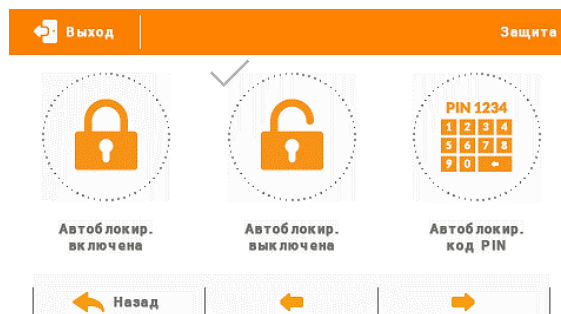 Выход
Защита
PIN 1234
1 2 3 4
5 6 7 8
9 0
Автоблокир.
включена
Автоблокир.
выключена
Автоблокир.
код PIN
Назад